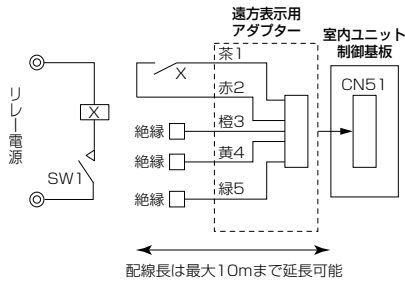 遠方表示用
アダプター
室内ユニット
制御基板
茶1
X
CN51
赤2
リレー電源
X
橙3
絶縁
黄4
絶縁
SW1
緑5
絶縁
配線長は最大10mまで延長可能